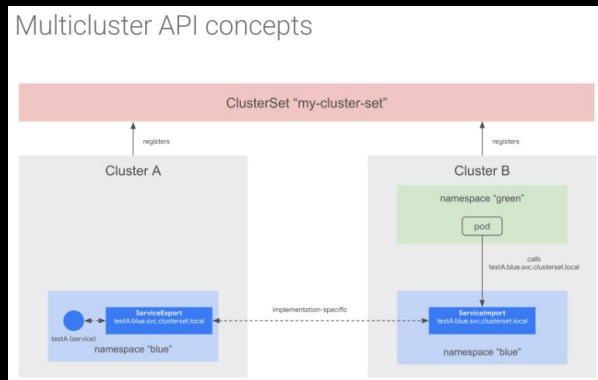 Multicluster API concepts
ClusterSet “my-cluster-set”
registers
registers
Cluster A
Cluster B
namespace “green”
pod
calls
testA.blue.svc.clusterset.local
ServiceExport
testA.blue.svc.clusterset.local
testA (service)
namespace “blue”
implementation-specific
ServiceImport
testA.blue.svc.clusterset.local
namespace “blue”